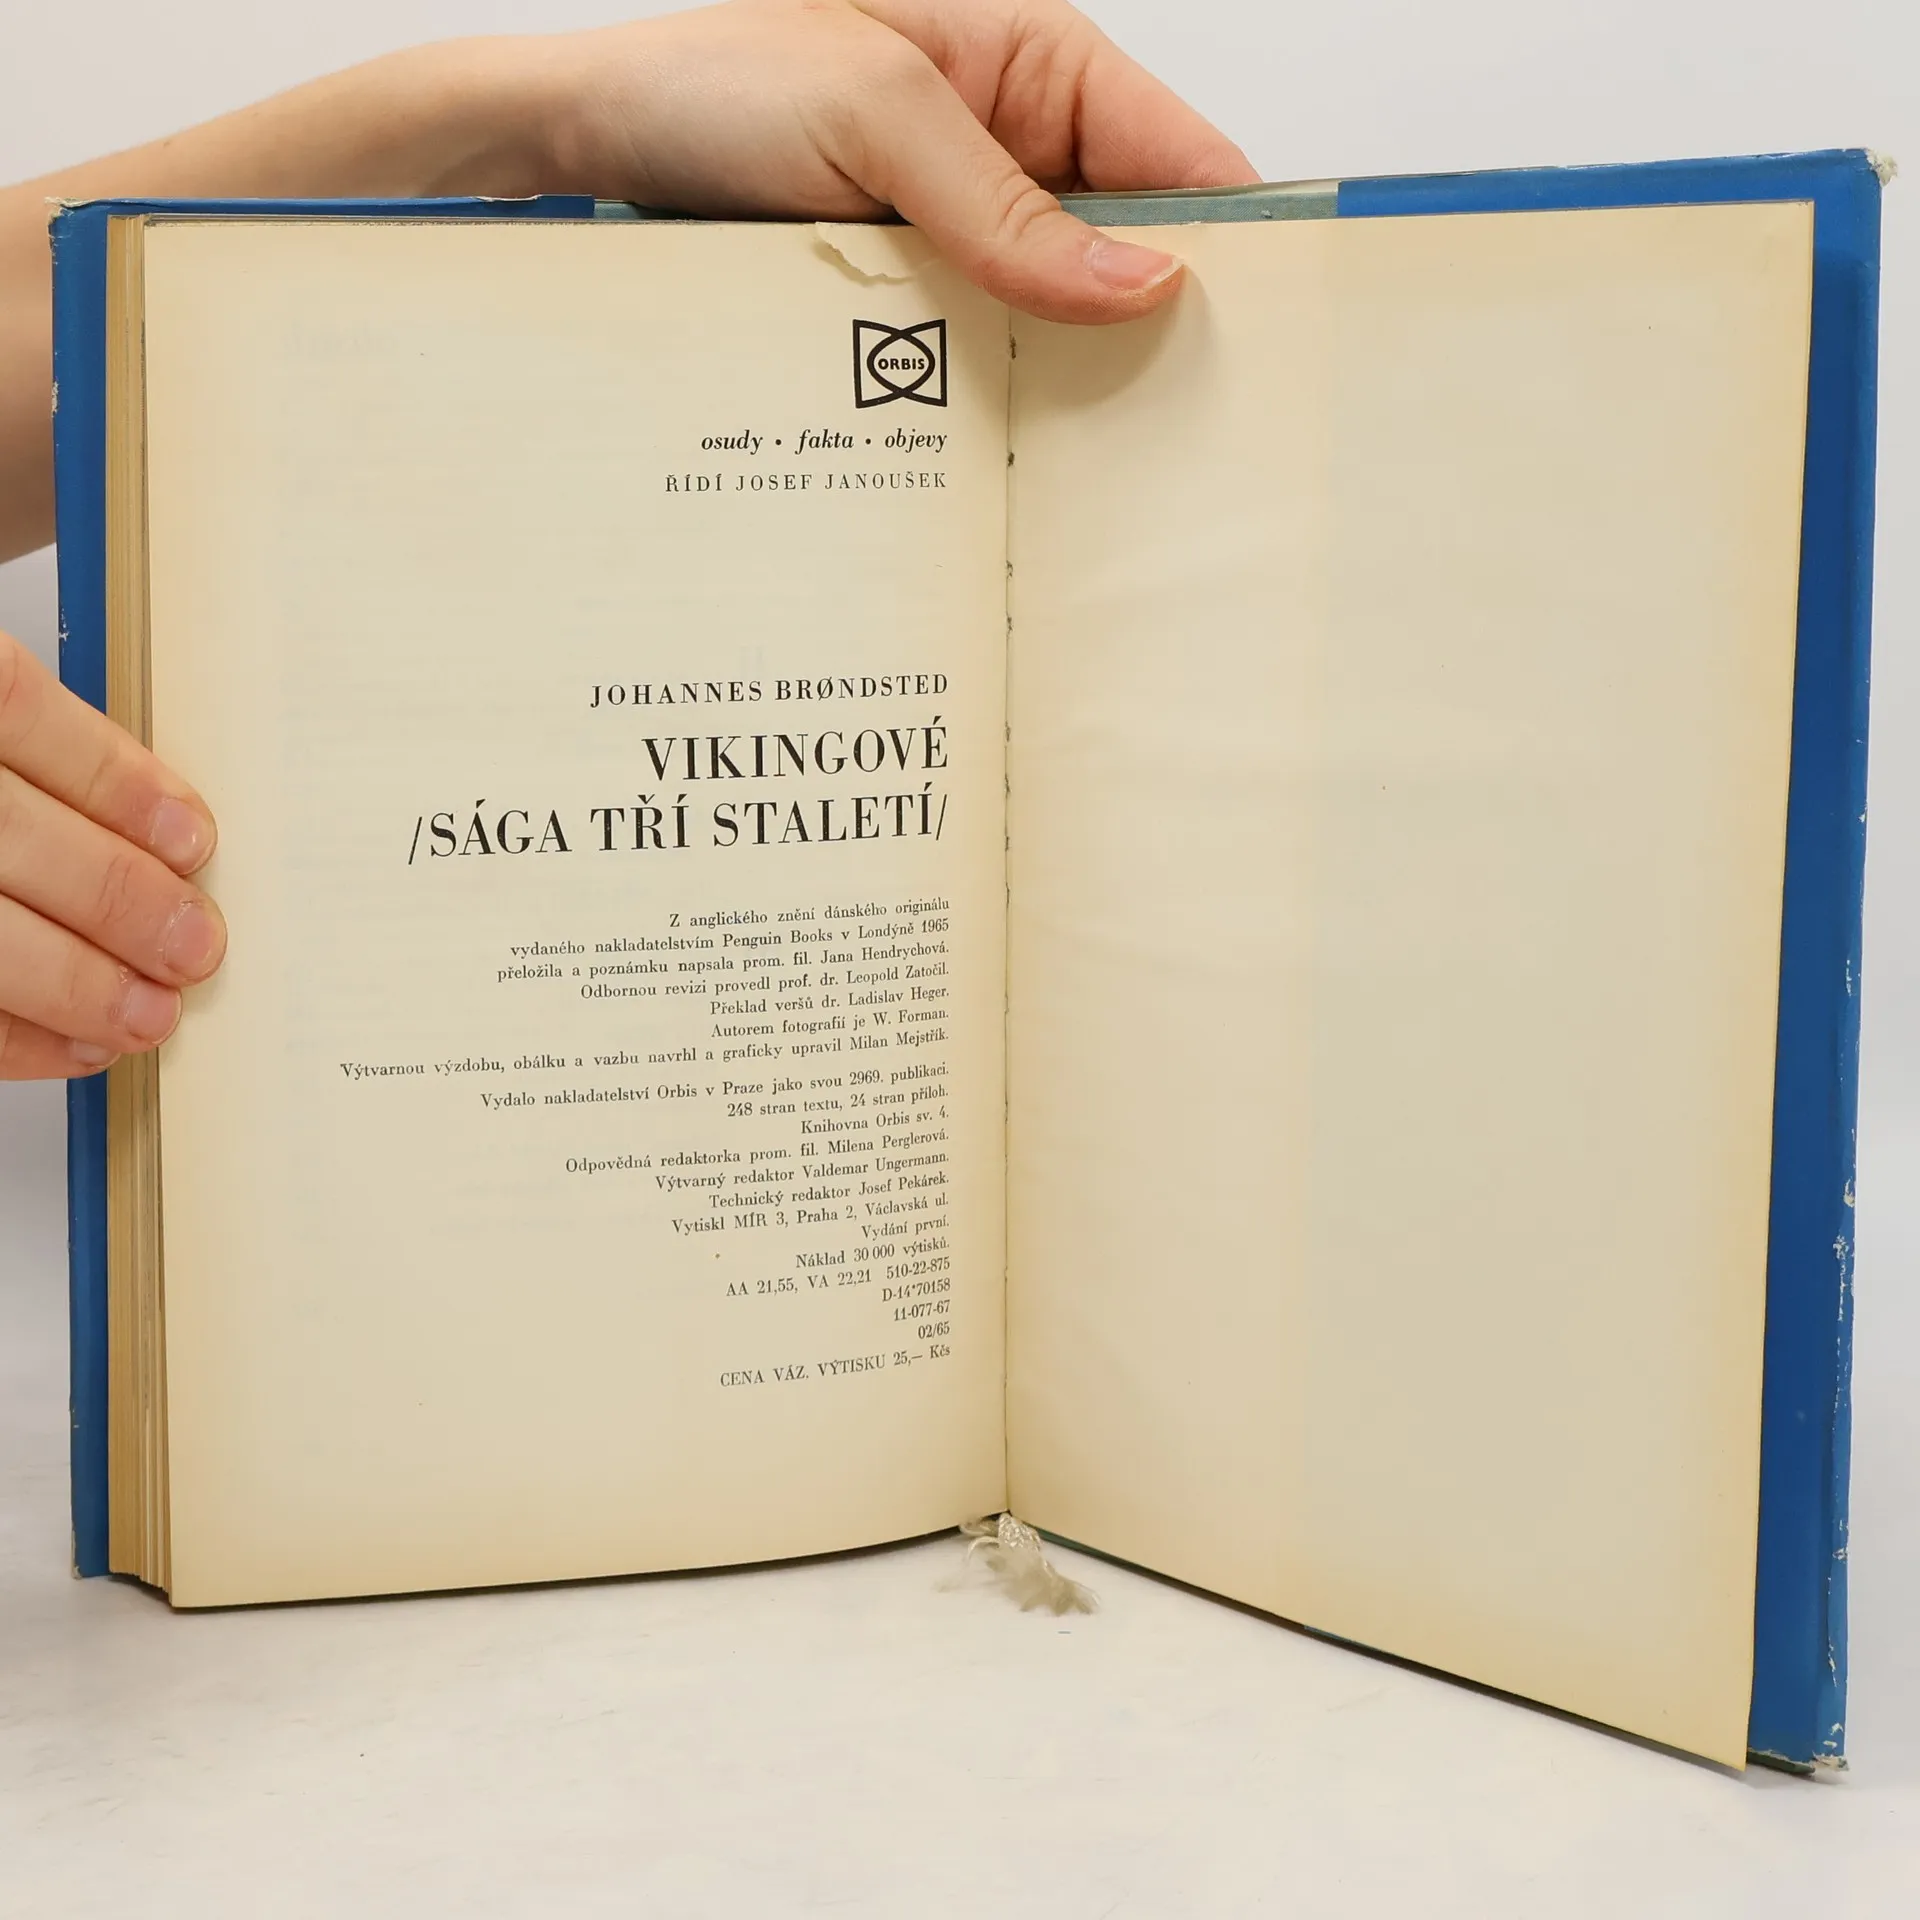 ORBIS
osudy • fakta • objevy
ŘÍDÍ JOSEF JANOUŠEK
JOHANNES BRØNDSTED
VIKINGOVÉ
/SÁGA TŘÍ STALETÍ/
Z anglického znění dánského originálu
vydaného nakladatelstvím Penguin Books v Londýně 1965
přeložila a poznámku napsala prom. fil. Jana Hendrychová.
Odbornou revizi provedl prof. dr. Leopold Zatočil.
Překlad veršů dr. Ladislav Heger.
Autorem fotografií je W. Forman.
Výtvarnou výzdobu, obálku a vazbu navrhl a graficky upravil Milan Mejstřík.
Vydalo nakladatelství Orbis v Praze jako svou 2969. publikaci.
248 stran textu, 24 stran příloh.
Knihovna Orbis sv. 4.
Odpovědná redaktorka prom. fil. Milena Perglerová.
Výtvarný redaktor Valdemar Ungermann.
Technický redaktor Josef Pekárek.
Vytiskl MÍR 3, Praha 2, Václavská ul.
Vydání první.
Náklad 30 000 výtisků.
AA 21,55, VA 22,21 510-22-875
D-14*70158
11-077-67
02/65
CENA VÁZ. VÝTISKU 25,— Kčs